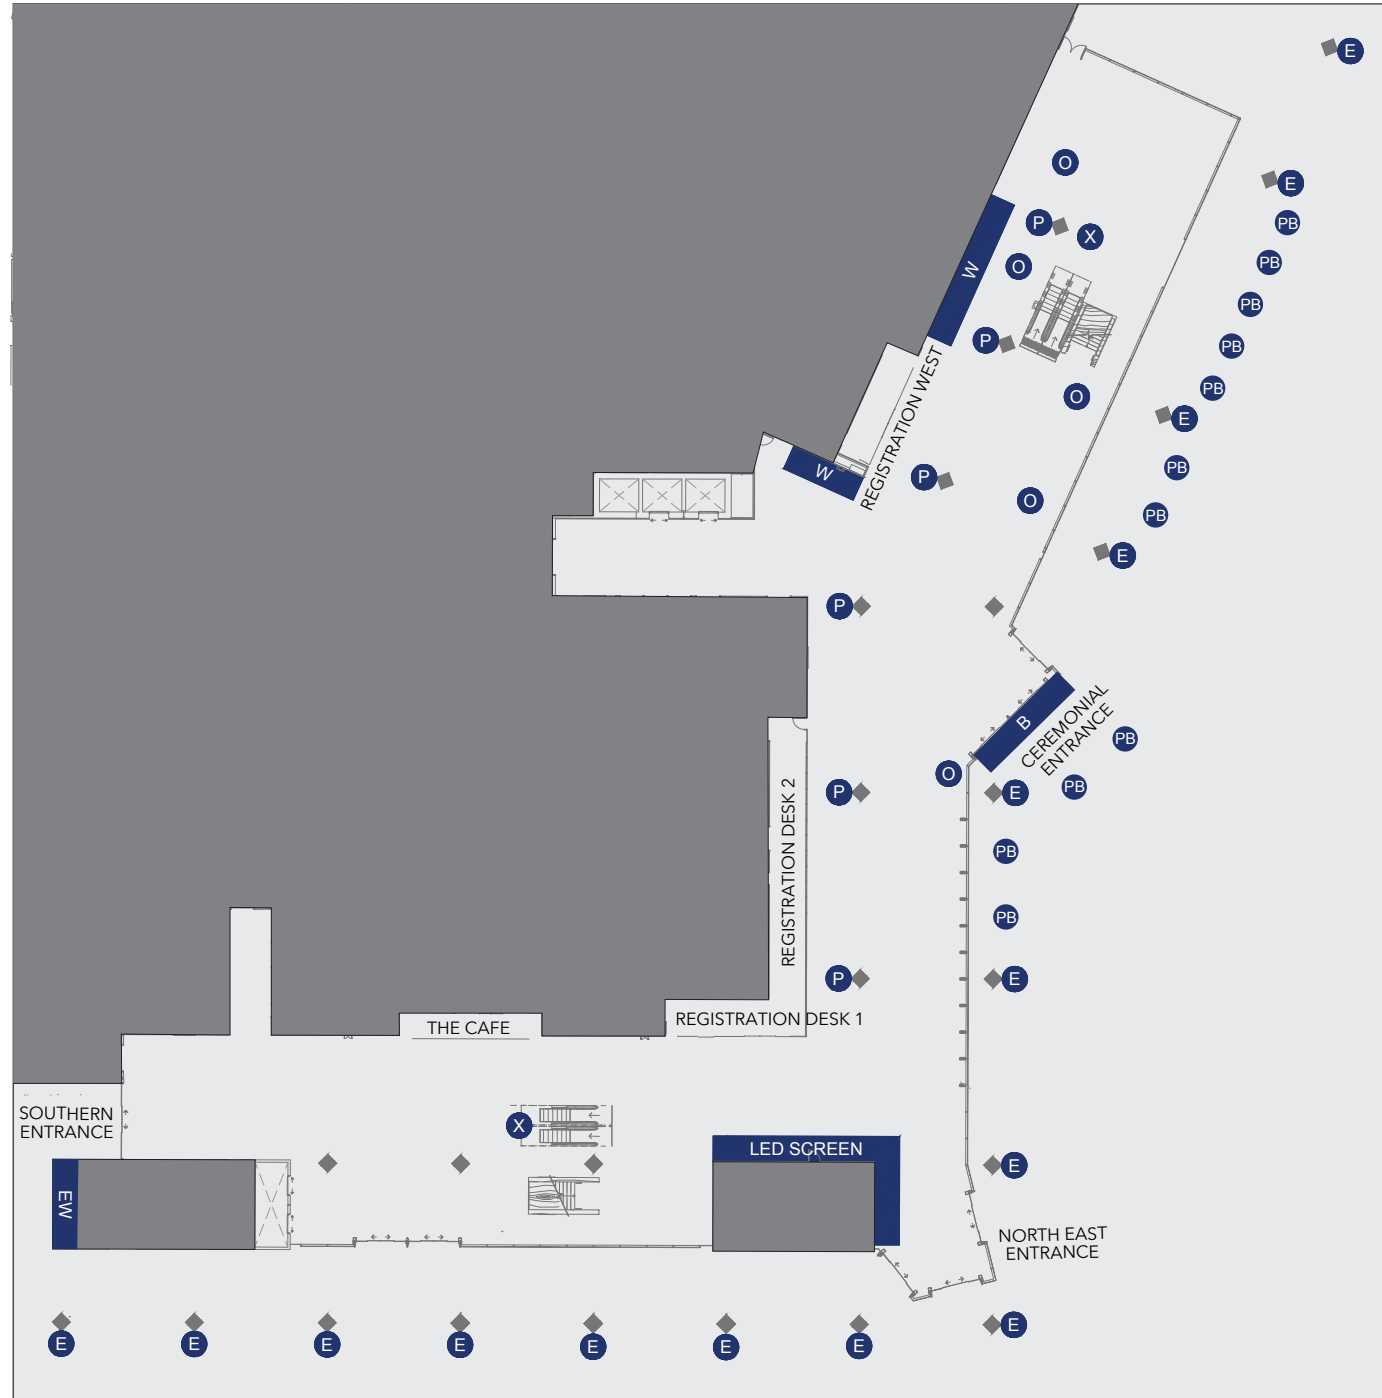 E
O
E
P
PB
X
W
O
PB
PB
P
PB
REGISTRATION WEST
PB
O
E
W
PB
P
O
PB
E
P
B
CEREMONIAL
ENTRANCE
PB
O
PB
P
E
REGISTRATION DESK 2
PB
PB
P
E
REGISTRATION DESK 1
THE CAFE
SOUTHERN
ENTRANCE
X
LED SCREEN
E
EW
NORTH EAST
ENTRANCE
E
E
E
E
E
E
E
E